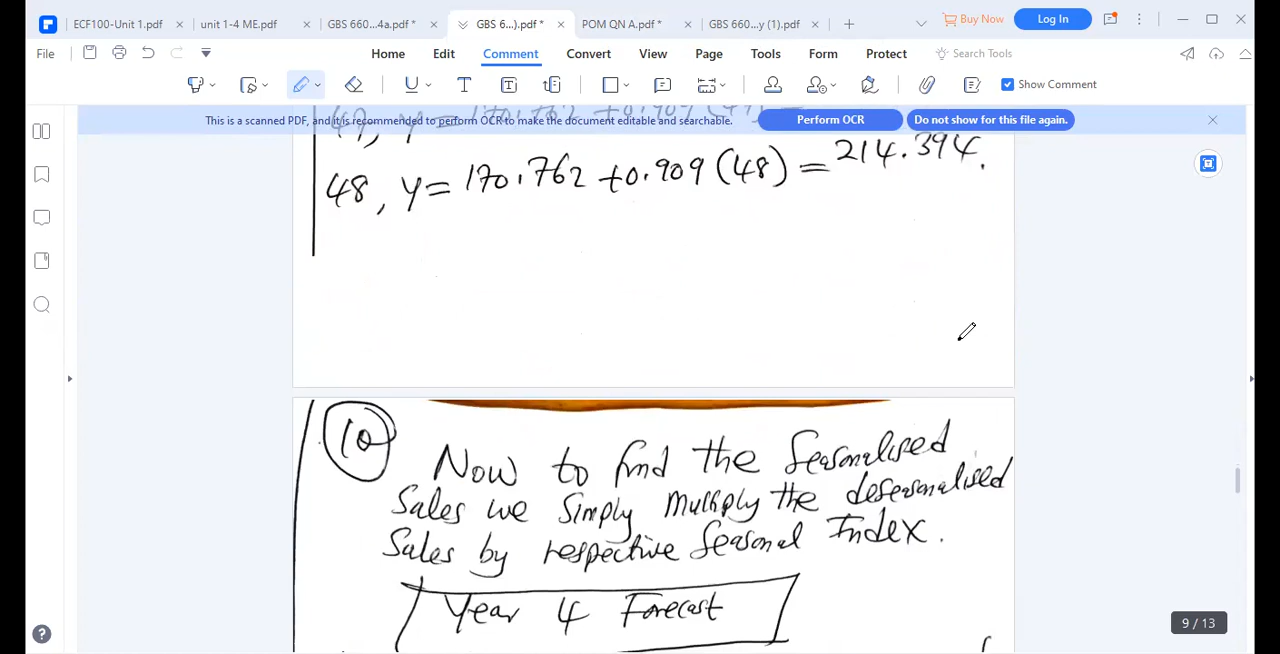 ECF100-Unit 1.pdf
unit 1-4 ME.pdf
GBS 660...4a.pdf *
GBS 6...).pdf *
POM QN A.pdf *
GBS 660...y (1).pdf
Buy Now
Log In
File
Home
Edit
Comment
Convert
View
Page
Tools
Form
Protect
Search Tools
Show Comment
This is a scanned PDF, and it is recommended to perform OCR to make the document editable and searchable.
Perform OCR
Do not show for this file again.
48, Y= 170.762 +0.909 (48) = 214.394.
10
Now to find the Seasonalised
Sales we Simply Multiply the deseasonalised
Sales by respective Seasonal Index.
Year 4 Forecast
9 / 13